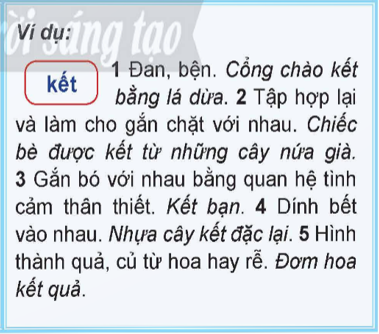 Ví dụ:
ời sáng tạo
kết
1 Đan, bện. Cổng chào kết
bằng lá dừa. 2 Tập hợp lại
và làm cho gắn chặt với nhau. Chiếc
bè được kết từ những cây nứa già.
3 Gắn bó với nhau bằng quan hệ tình
cảm thân thiết. Kết bạn. 4 Dính bết
vào nhau. Nhựa cây kết đặc lại. 5 Hình
thành quả, củ từ hoa hay rễ. Đơm hoa
kết quả.